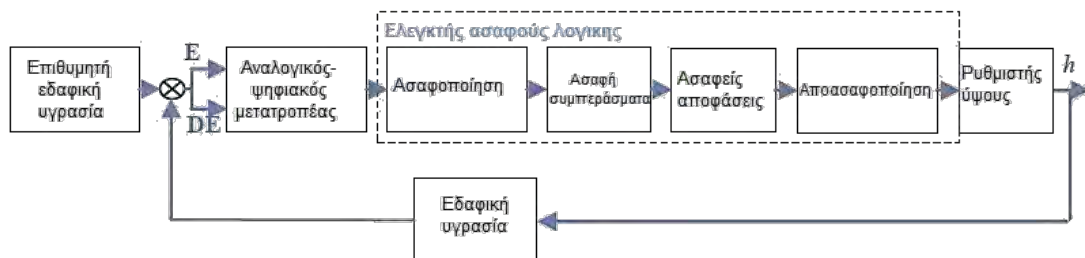 Ελεγκτής ασαφούς λογικης
Επιθυμητή
εδαφική
υγρασία
E
DE
Αναλογικός-
ψηφιακός
μετατροπέας
Ασαφοποίηση
Ασαφή
συμπεράσματα
Ασαφείς
αποφάσεις
Αποασαφοποίηση
Ρυθμιστής
ύψους
h
Εδαφική
υγρασία